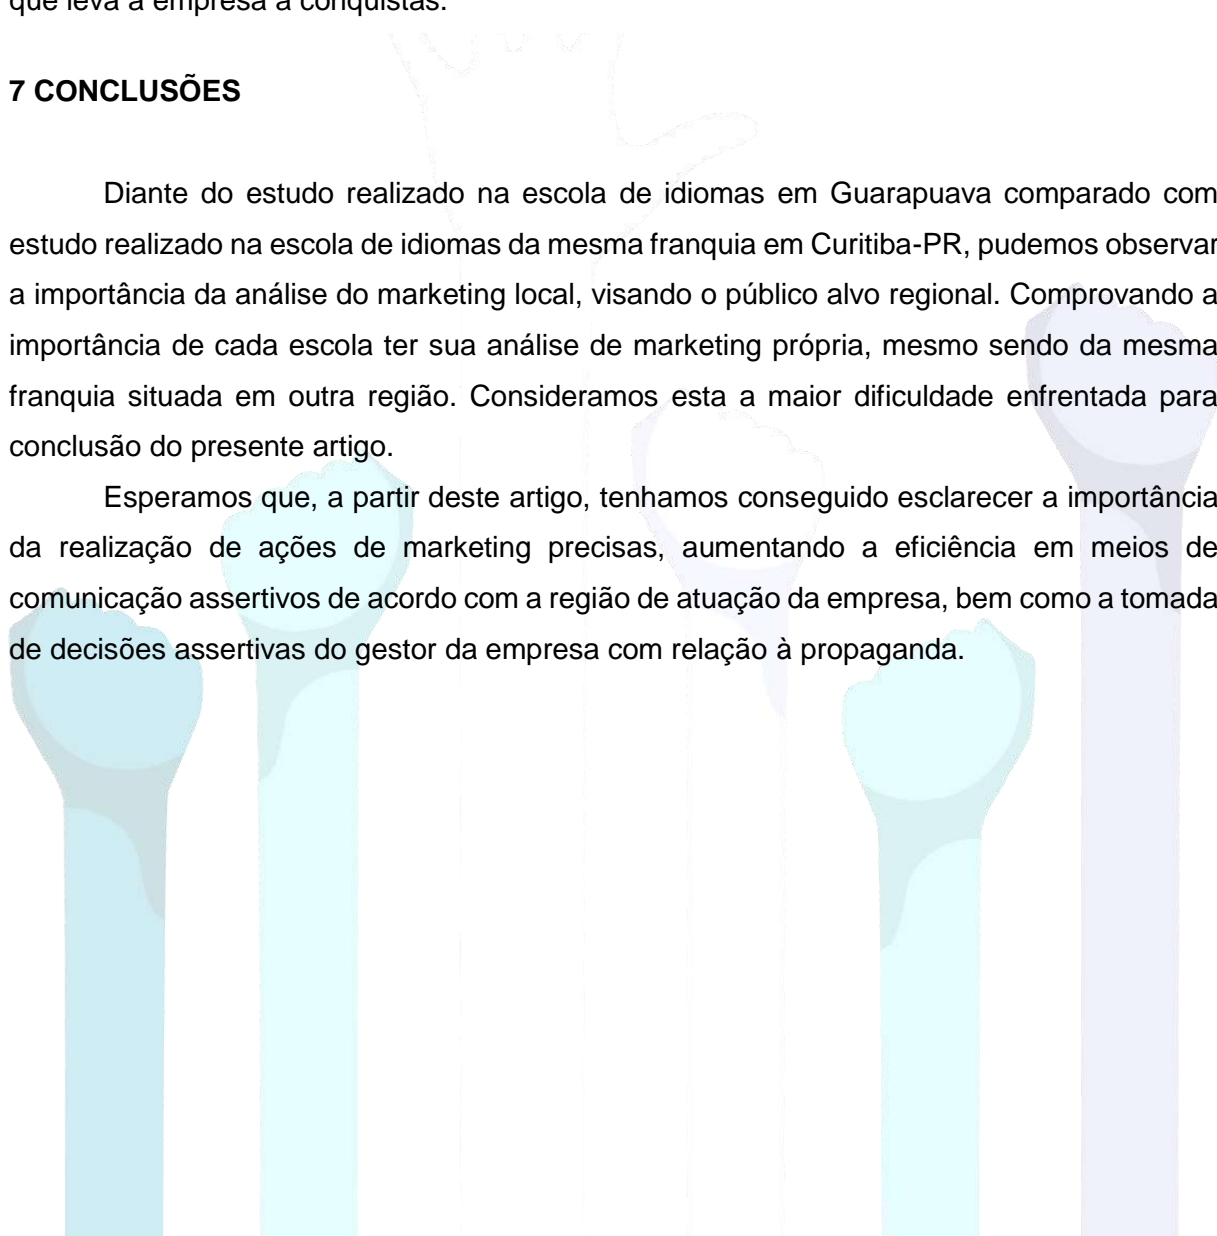 que leva a empresa a conquistas.
7 CONCLUSÕES
Diante do estudo realizado na escola de idiomas em Guarapuava comparado com
estudo realizado na escola de idiomas da mesma franquia em Curitiba-PR, pudemos observar
a importância da análise do marketing local, visando o público alvo regional. Comprovando a
importância de cada escola ter sua análise de marketing própria, mesmo sendo da mesma
franquia situada em outra região. Consideramos esta a maior dificuldade enfrentada para
conclusão do presente artigo.
Esperamos que, a partir deste artigo, tenhamos conseguido esclarecer a importância
da realização de ações de marketing precisas, aumentando a eficiência em meios de
comunicação assertivos de acordo com a região de atuação da empresa, bem como a tomada
de decisões assertivas do gestor da empresa com relação à propaganda.